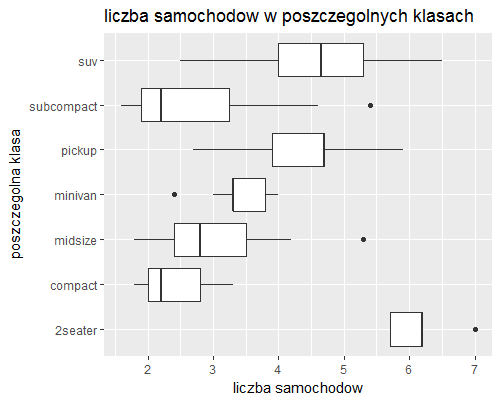 liczba samochodow w poszczegolnych klasach
poszczegolna klasa
suv
subcompact
pickup
minivan
midsize
compact
2seater
2 3 4 5 6 7
liczba samochodow